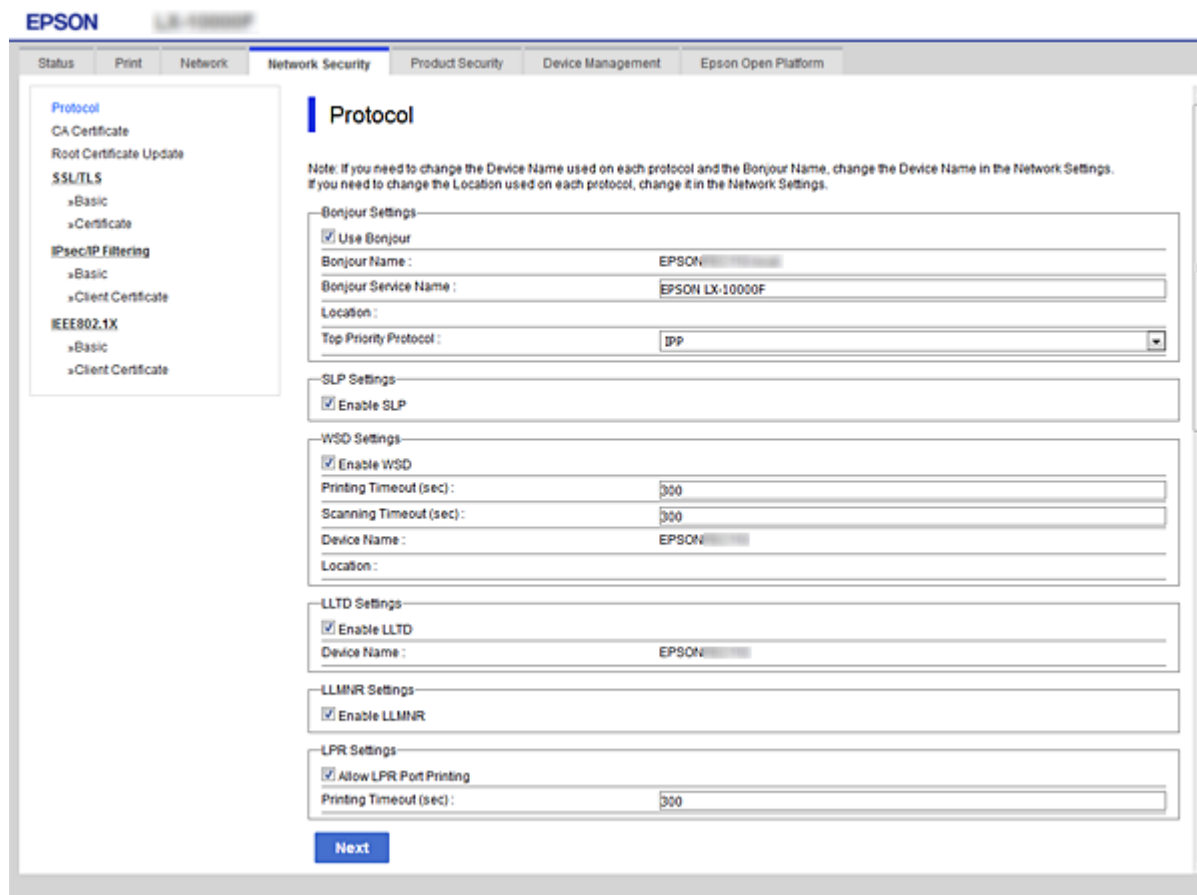 EPSON
Status Print Network Network Security Product Security Device Management Epson Open Platform
Protocol
CA Certificate
Root Certificate Update
SSL/TLS
»Basic
»Certificate
IPsec/IP Filtering
»Basic
»Client Certificate
IEEE802.1X
»Basic
»Client Certificate
Protocol
Note: If you need to change the Device Name used on each protocol and the Bonjour Name, change the Device Name in the Network Settings.
If you need to change the Location used on each protocol, change it in the Network Settings.
Bonjour Settings
Use Bonjour
Bonjour Name : EPSON
Bonjour Service Name : EPSON LX-10000F
Location :
Top Priority Protocol : IPP
SLP Settings
Enable SLP
WSD Settings
Enable WSD
Printing Timeout (sec) : 300
Scanning Timeout (sec) : 300
Device Name : EPSON
Location :
LLTD Settings
Enable LLTD
Device Name : EPSON
LLMNR Settings
Enable LLMNR
LPR Settings
Allow LPR Port Printing
Printing Timeout (sec) : 300
Next